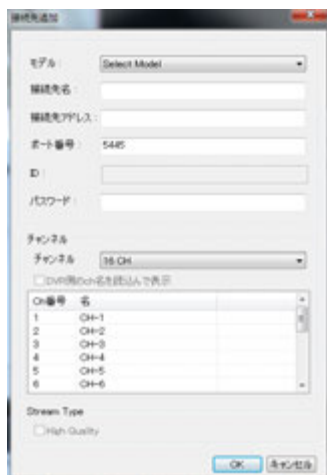 接続先追加
モデル： Select Model
接続先名：
接続先アドレス：
ポート番号： 5445
ID：
パスワード：
チャンネル
チャンネル 16 CH
DVR側のch名を読込んで表示
Ch番号 名
1 CH-1
2 CH-2
3 CH-3
4 CH-4
5 CH-5
6 CH-6
Stream Type
High Quality
OK キャンセル